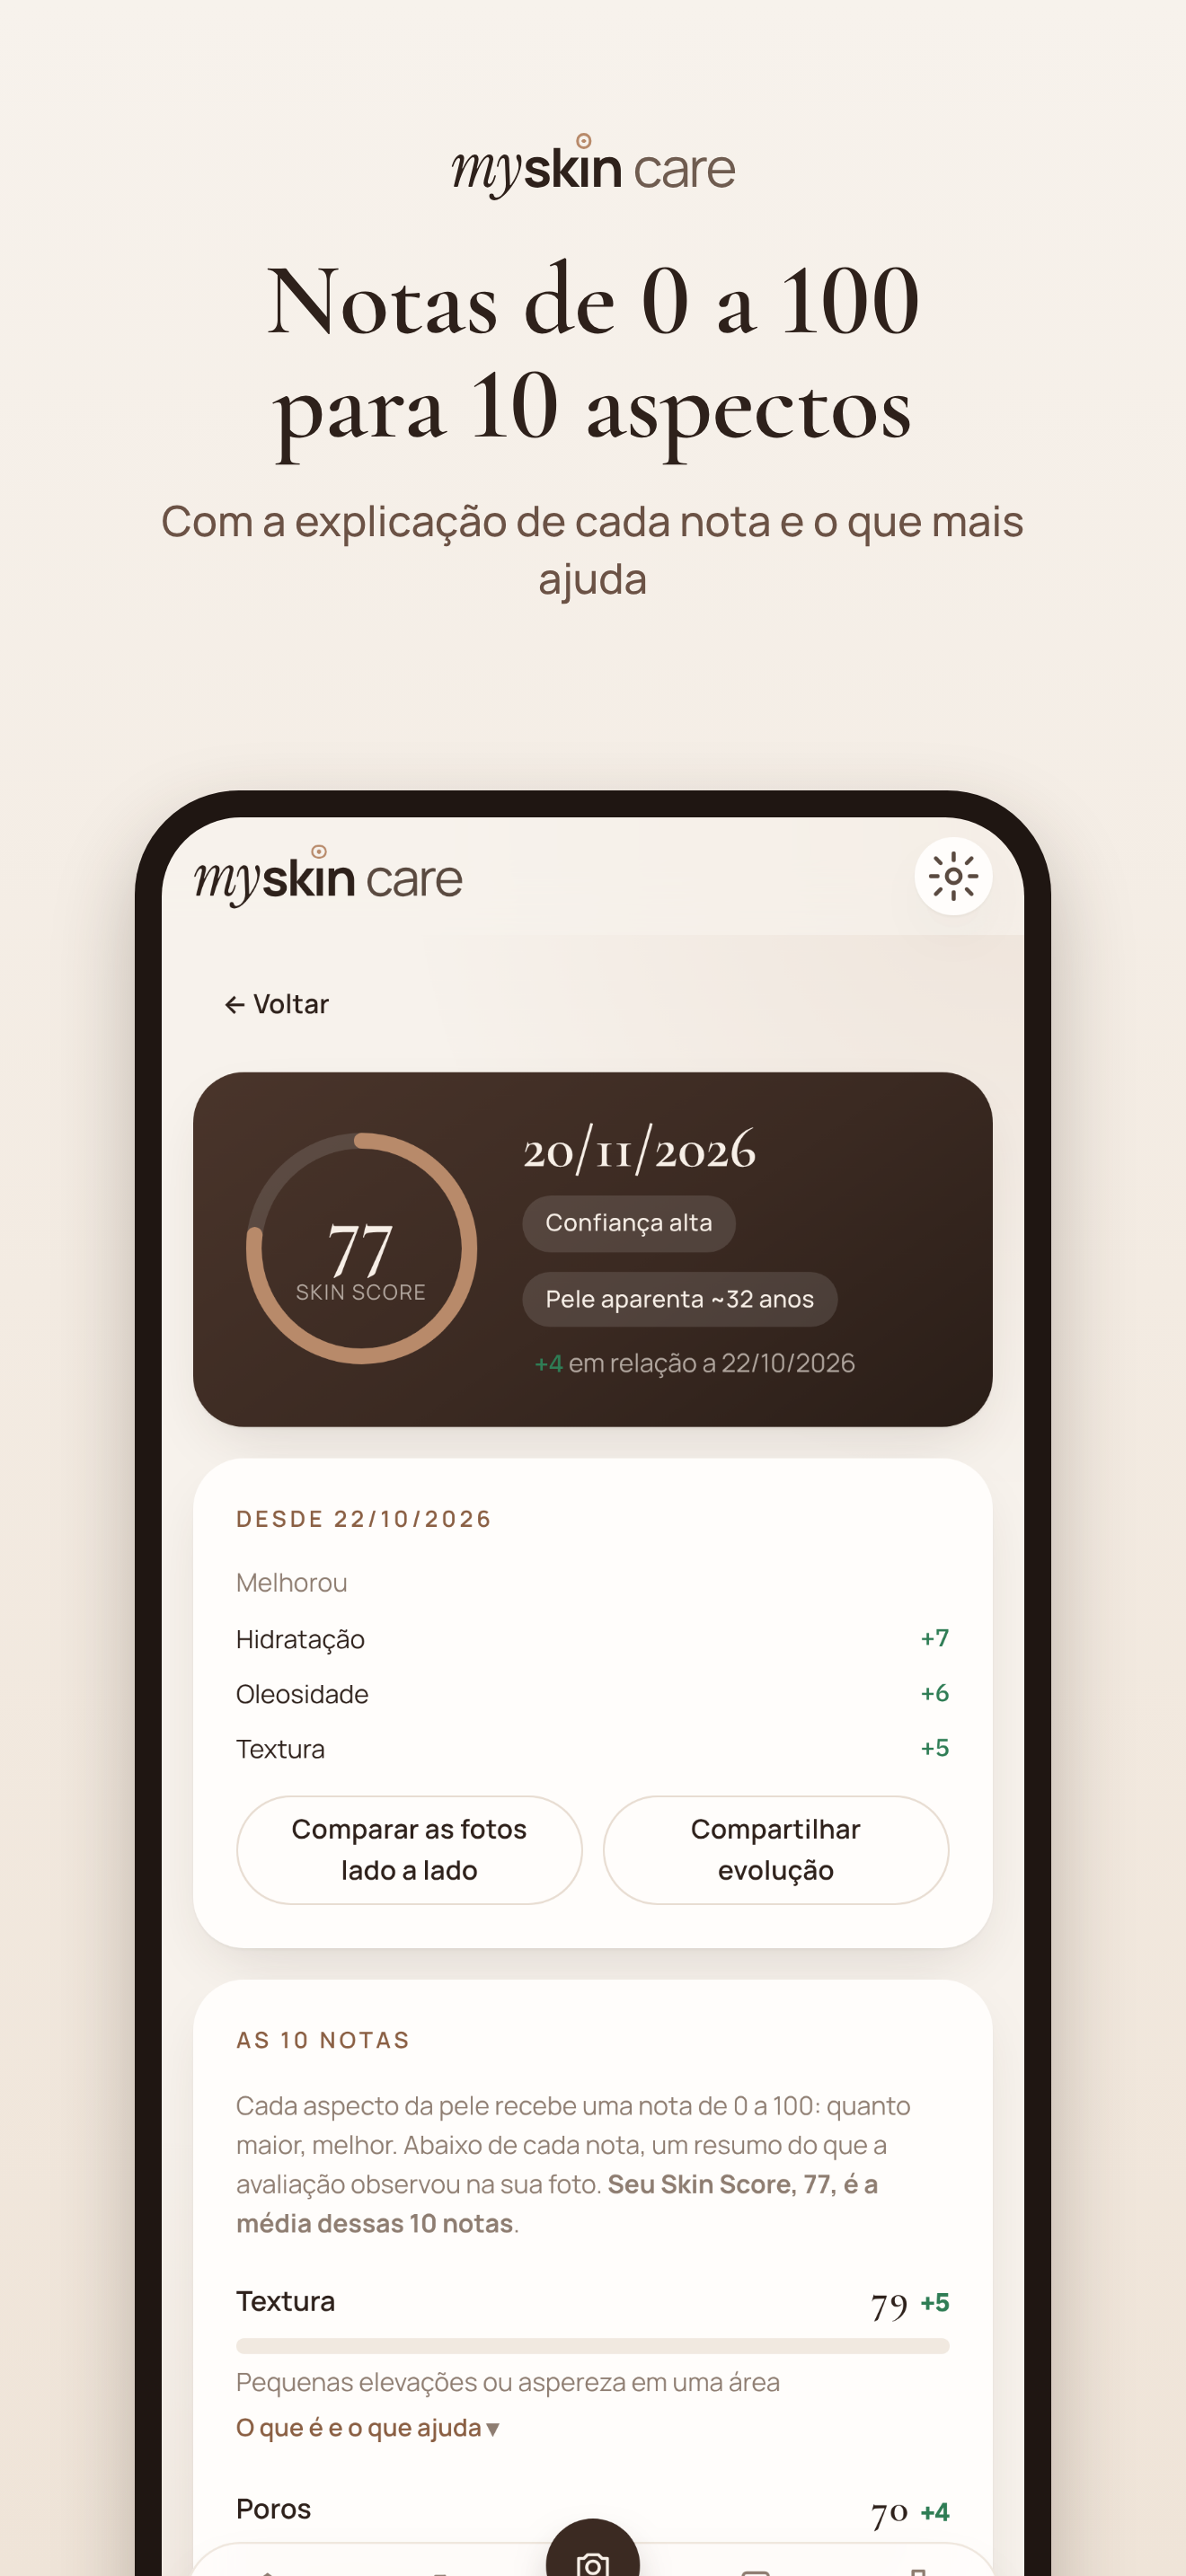 myskin care
Notas de 0 a 100
para 10 aspectos
Com a explicação de cada nota e o que mais
ajuda
myskin care
← Voltar
77
SKIN SCORE
20/11/2026
Confiança alta
Pele aparenta ~32 anos
+4 em relação a 22/10/2026
DESDE 22/10/2026
Melhorou
Hidratação +7
Oleosidade +6
Textura +5
Comparar as fotos
lado a lado
Compartilhar
evolução
AS 10 NOTAS
Cada aspecto da pele recebe uma nota de 0 a 100: quanto
maior, melhor. Abaixo de cada nota, um resumo do que a
avaliação observou na sua foto. Seu Skin Score, 77, é a
média dessas 10 notas.
Textura 79 +5
Pequenas elevações ou aspereza em uma área
O que é e o que ajuda ▾
Poros 70 +4